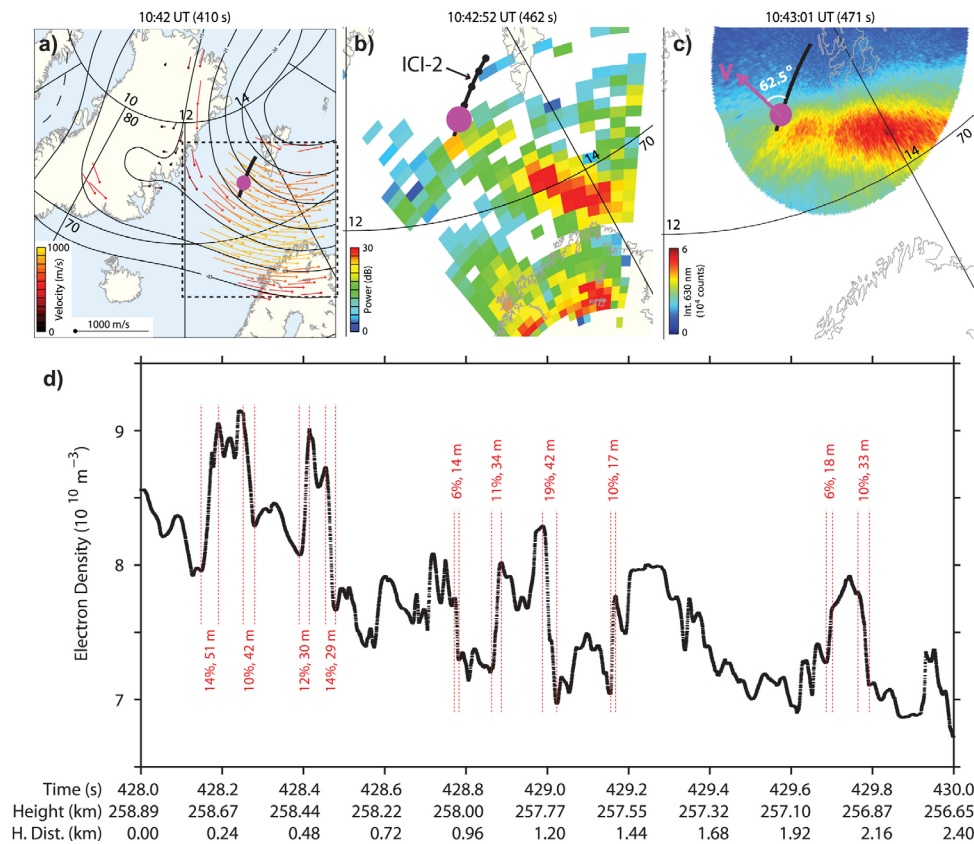 10:42 UT (410 s)
10:42:52 UT (462 s)
10:43:01 UT (471 s)
a)
10
80
12
14
70
1000
Velocity (m/s)
0
1000 m/s
b)
ICI-2
14
70
12
30
Power (dB)
0
c)
V
62.5°
14
70
12
6
Int. 630 nm
(10⁴ counts)
0
d)
Electron Density (10¹⁰ m⁻³)
9
8
7
14%, 51 m
10%, 42 m
12%, 30 m
14%, 29 m
6%, 14 m
11%, 34 m
19%, 42 m
10%, 17 m
6%, 18 m
10%, 33 m
Time (s) 428.0 428.2 428.4 428.6 428.8 429.0 429.2 429.4 429.6 429.8 430.0
Height (km) 258.89 258.67 258.44 258.22 258.00 257.77 257.55 257.32 257.10 256.87 256.65
H. Dist. (km) 0.00 0.24 0.48 0.72 0.96 1.20 1.44 1.68 1.92 2.16 2.40